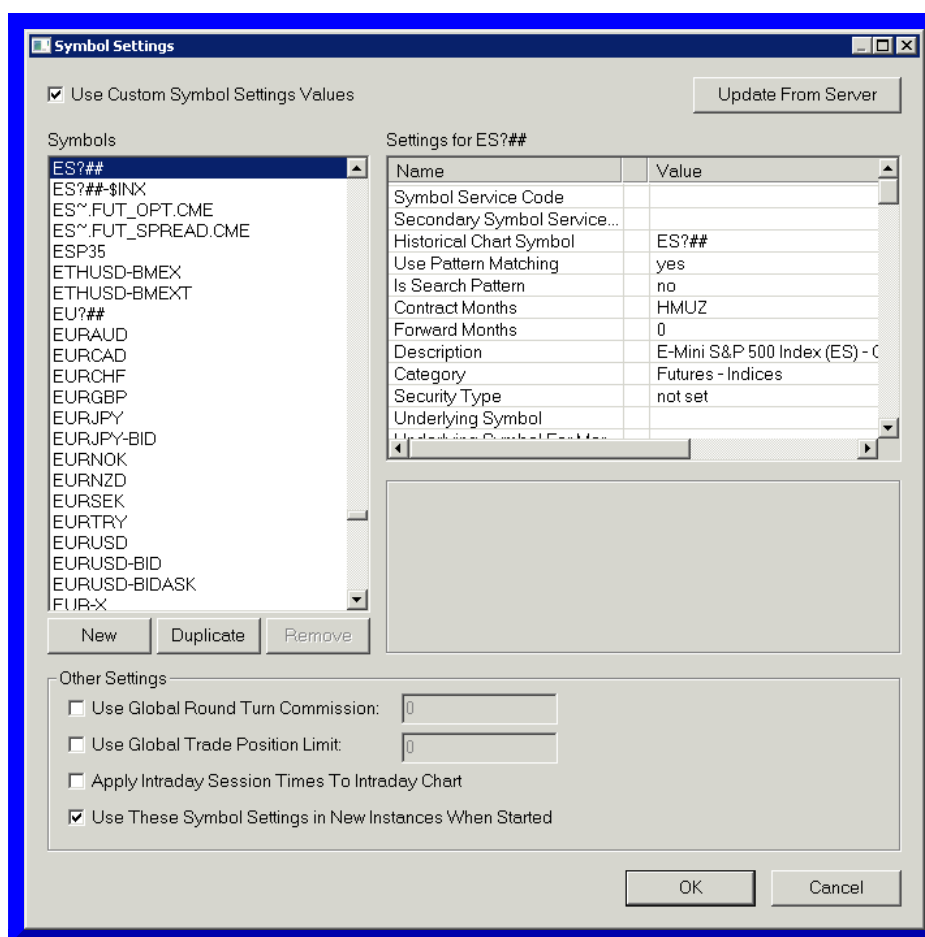 Symbol Settings
Use Custom Symbol Settings Values
Update From Server
Symbols
ES?##
ES?##-$INX
ES~.FUT_OPT.CME
ES~.FUT_SPREAD.CME
ESP35
ETHUSD-BMEX
ETHUSD-BMEXT
EU?##
EURAUD
EURCAD
EURCHF
EURGBP
EURJPY
EURJPY-BID
EURNOK
EURNZD
EURSEK
EURTRY
EURUSD
EURUSD-BID
EURUSD-BIDASK
EUR-X
New Duplicate Remove
Settings for ES?##
Name Value
Symbol Service Code
Secondary Symbol Service...
Historical Chart Symbol ES?##
Use Pattern Matching yes
Is Search Pattern no
Contract Months HMUZ
Forward Months 0
Description E-Mini S&P 500 Index (ES) - C
Category Futures - Indices
Security Type not set
Underlying Symbol
Underlying Symbol For Mar
Other Settings
Use Global Round Turn Commission: 0
Use Global Trade Position Limit: 0
Apply Intraday Session Times To Intraday Chart
Use These Symbol Settings in New Instances When Started
OK Cancel